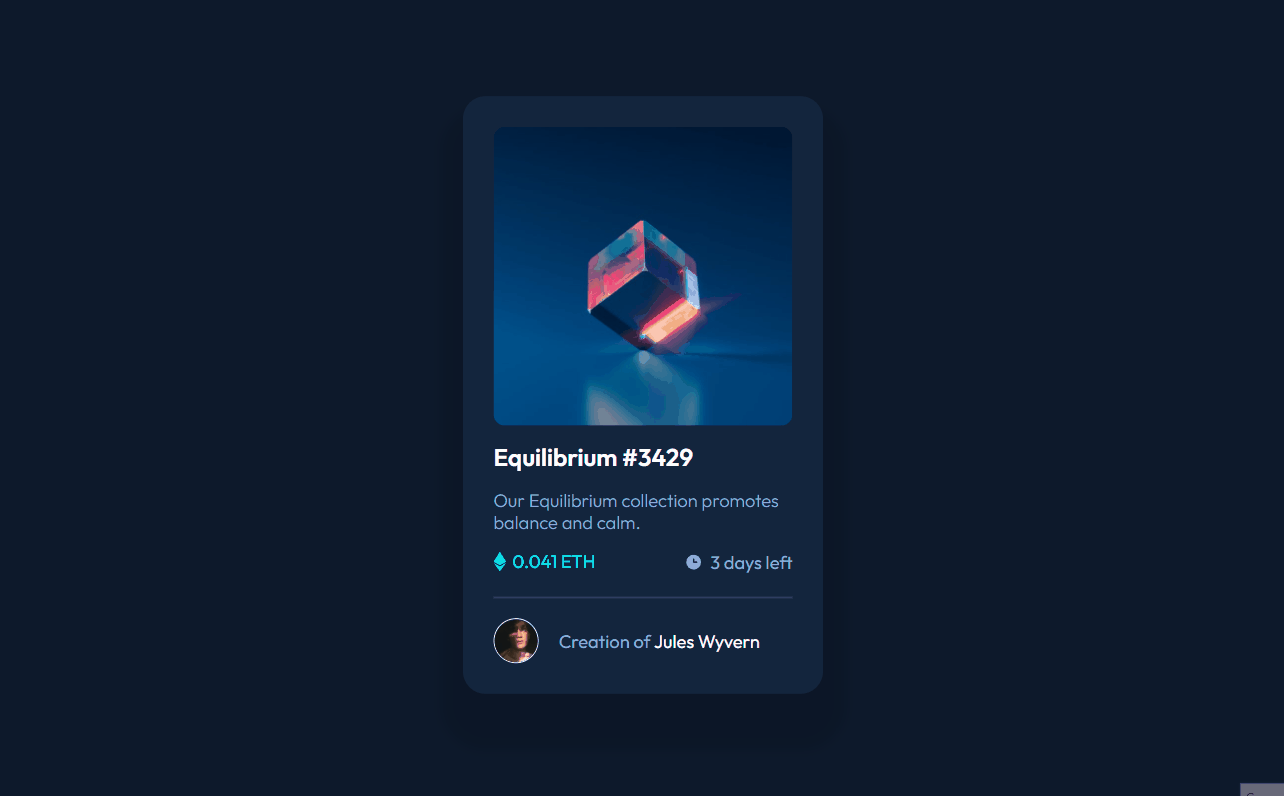 Equilibrium #3429
Our Equilibrium collection promotes
balance and calm.
0.041 ETH
3 days left
Creation of Jules Wyvern